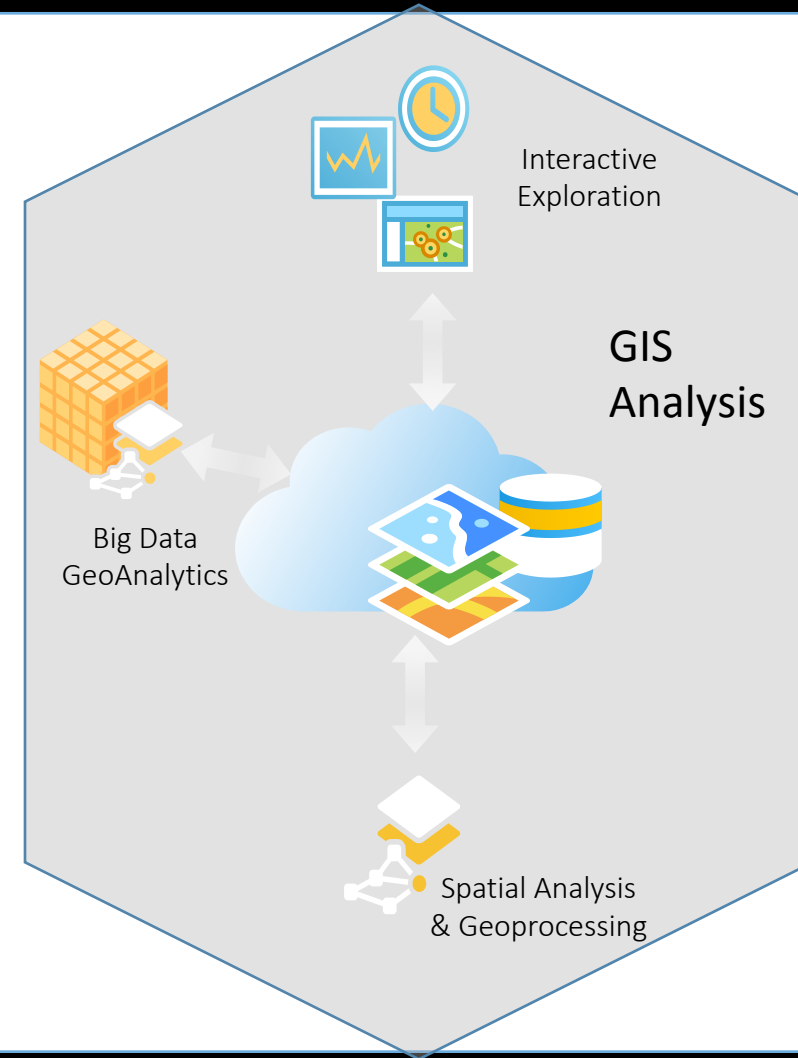 Interactive
Exploration
GIS
Analysis
Big Data
GeoAnalytics
Spatial Analysis
& Geoprocessing